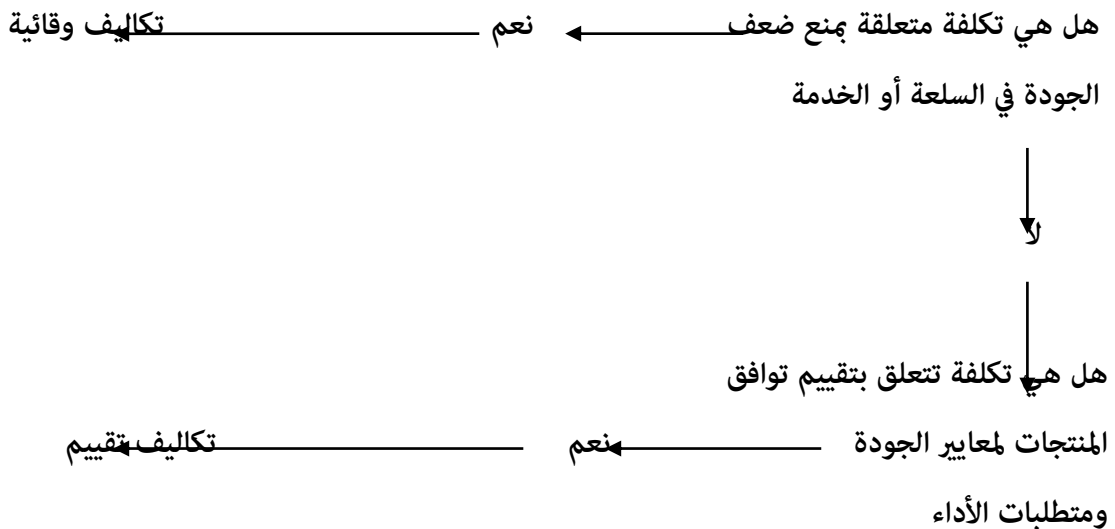 هل هي تكلفة متعلقة بمنع ضعف نعم تكاليف وقائية
الجودة في السلعة أو الخدمة
لا
هل هي تكلفة تتعلق بتقييم توافق
المنتجات لمعايير الجودة نعم تكاليف تقييم
ومتطلبات الأداء